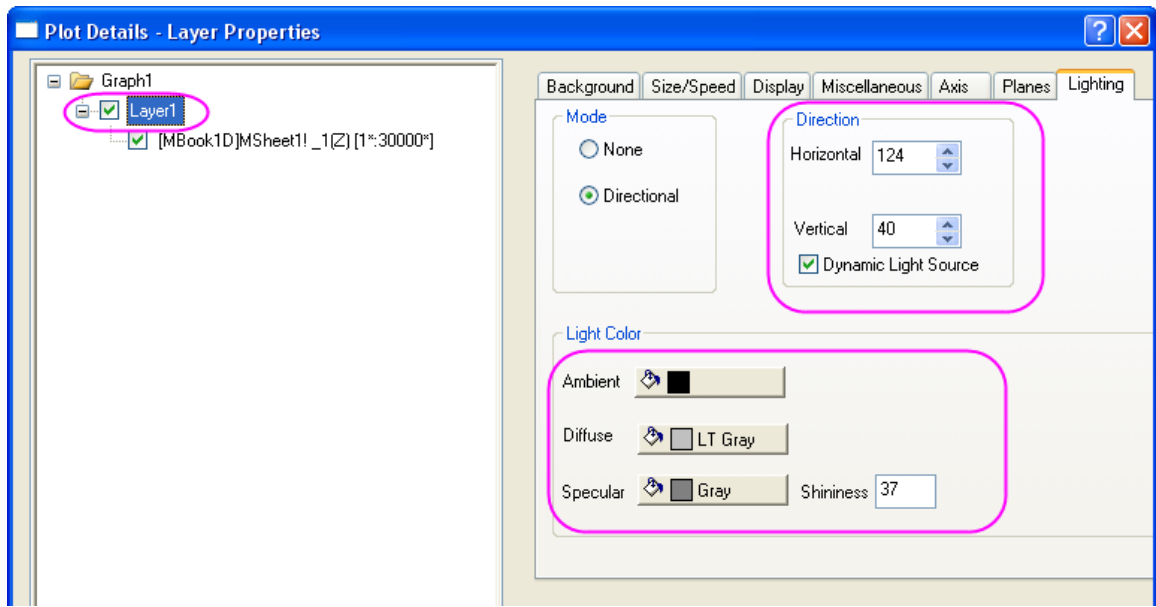 Plot Details - Layer Properties
Graph1
Layer1
[MBook1D]MSheet1! _1(Z) [1*:30000*]
Background Size/Speed Display Miscellaneous Axis Planes Lighting
Mode
None
Directional
Direction
Horizontal 124
Vertical 40
Dynamic Light Source
Light Color
Ambient
Diffuse LT Gray
Specular Gray Shininess 37